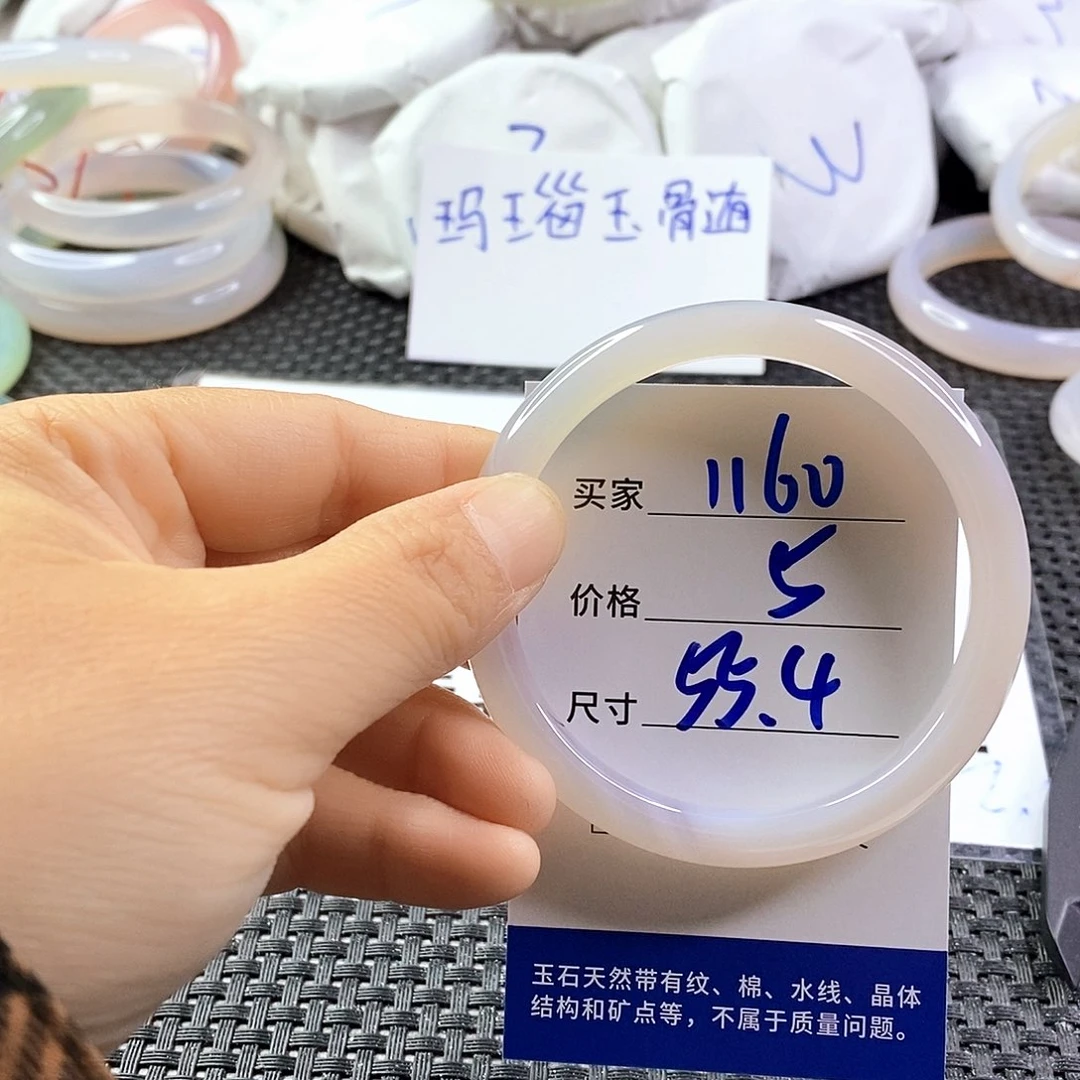 玛瑙玉骨髓
买家 1160
价格 5
尺寸 55.4
玉石天然带有纹、棉、水线、晶体
结构和矿点等，不属于质量问题。